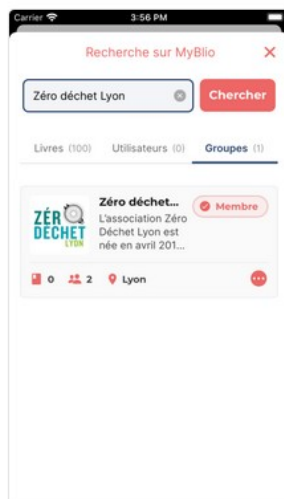 Carrier 3:56 PM
Recherche sur MyBlio
Zéro déchet Lyon Chercher
Livres (100) Utilisateurs (0) Groupes (1)
ZÉR
DÉCHET
LYON
Zéro déchet... Membre
L'association Zéro
Déchet Lyon est
née en avril 201...
0 2 Lyon